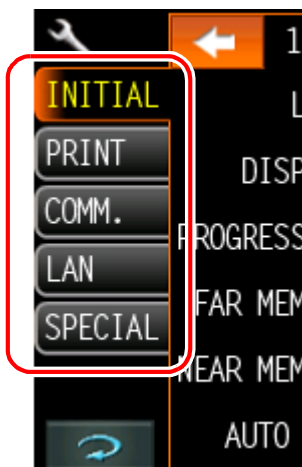 1
INITIAL
L
PRINT
DISP
COMM.
PROGRESS
LAN
FAR MEM
SPECIAL
NEAR MEM
AUTO